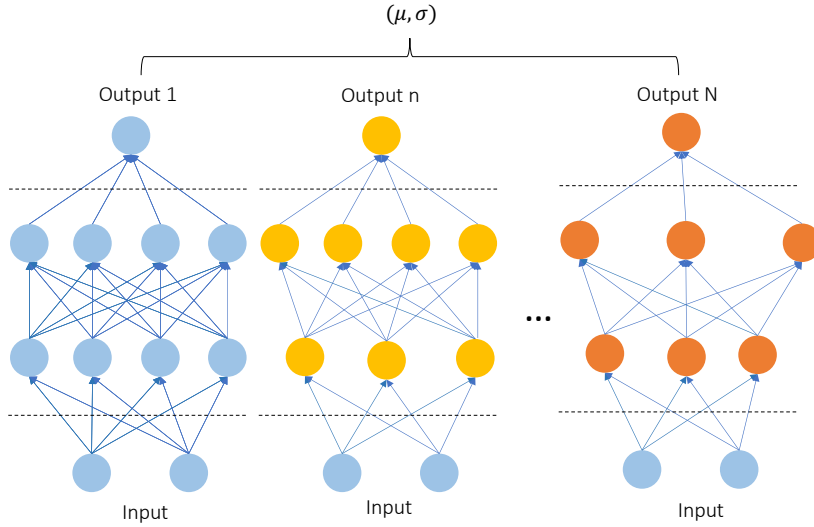 (μ, σ)
Output 1
Output n
Output N
...
Input
Input
Input